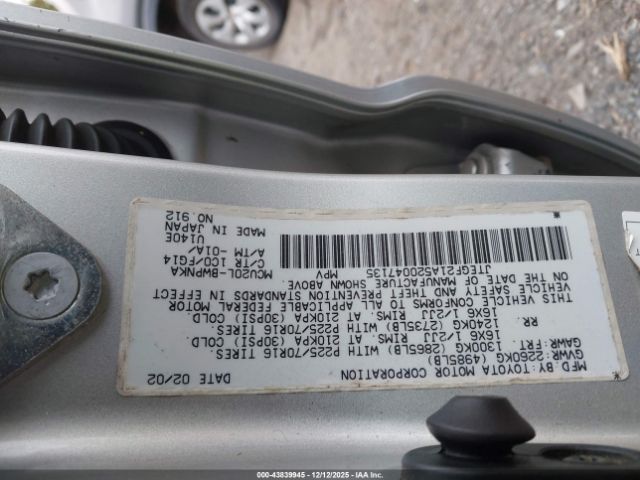 MFD. BY: TOYOTA MOTOR CORPORATION DATE 02/02
GVWR: 2260KG (4985LB)
GAWR: FRT. 1300KG (2865LB) WITH P225/70R16 TIRES
16X6 1/2JJ RIMS AT 210KPA (30PSI) COLD
RR. 1240KG (2735LB) WITH P225/70R16 TIRES
16X6 1/2JJ RIMS AT 210KPA (30PSI) COLD
THIS VEHICLE CONFORMS TO ALL APPLICABLE FEDERAL MOTOR
VEHICLE SAFETY AND THEFT PREVENTION STANDARDS IN EFFECT
ON THE DATE OF MANUFACTURE SHOWN ABOVE.
JTEGF21A520047135 MPV
MCU20L-BWPNKA
C/TR 1C0/FG14
A/TM -01A/
U140E
MADE IN JAPAN
NO.912
000-43839945 - 12/12/2025 - ©IAA, Inc.